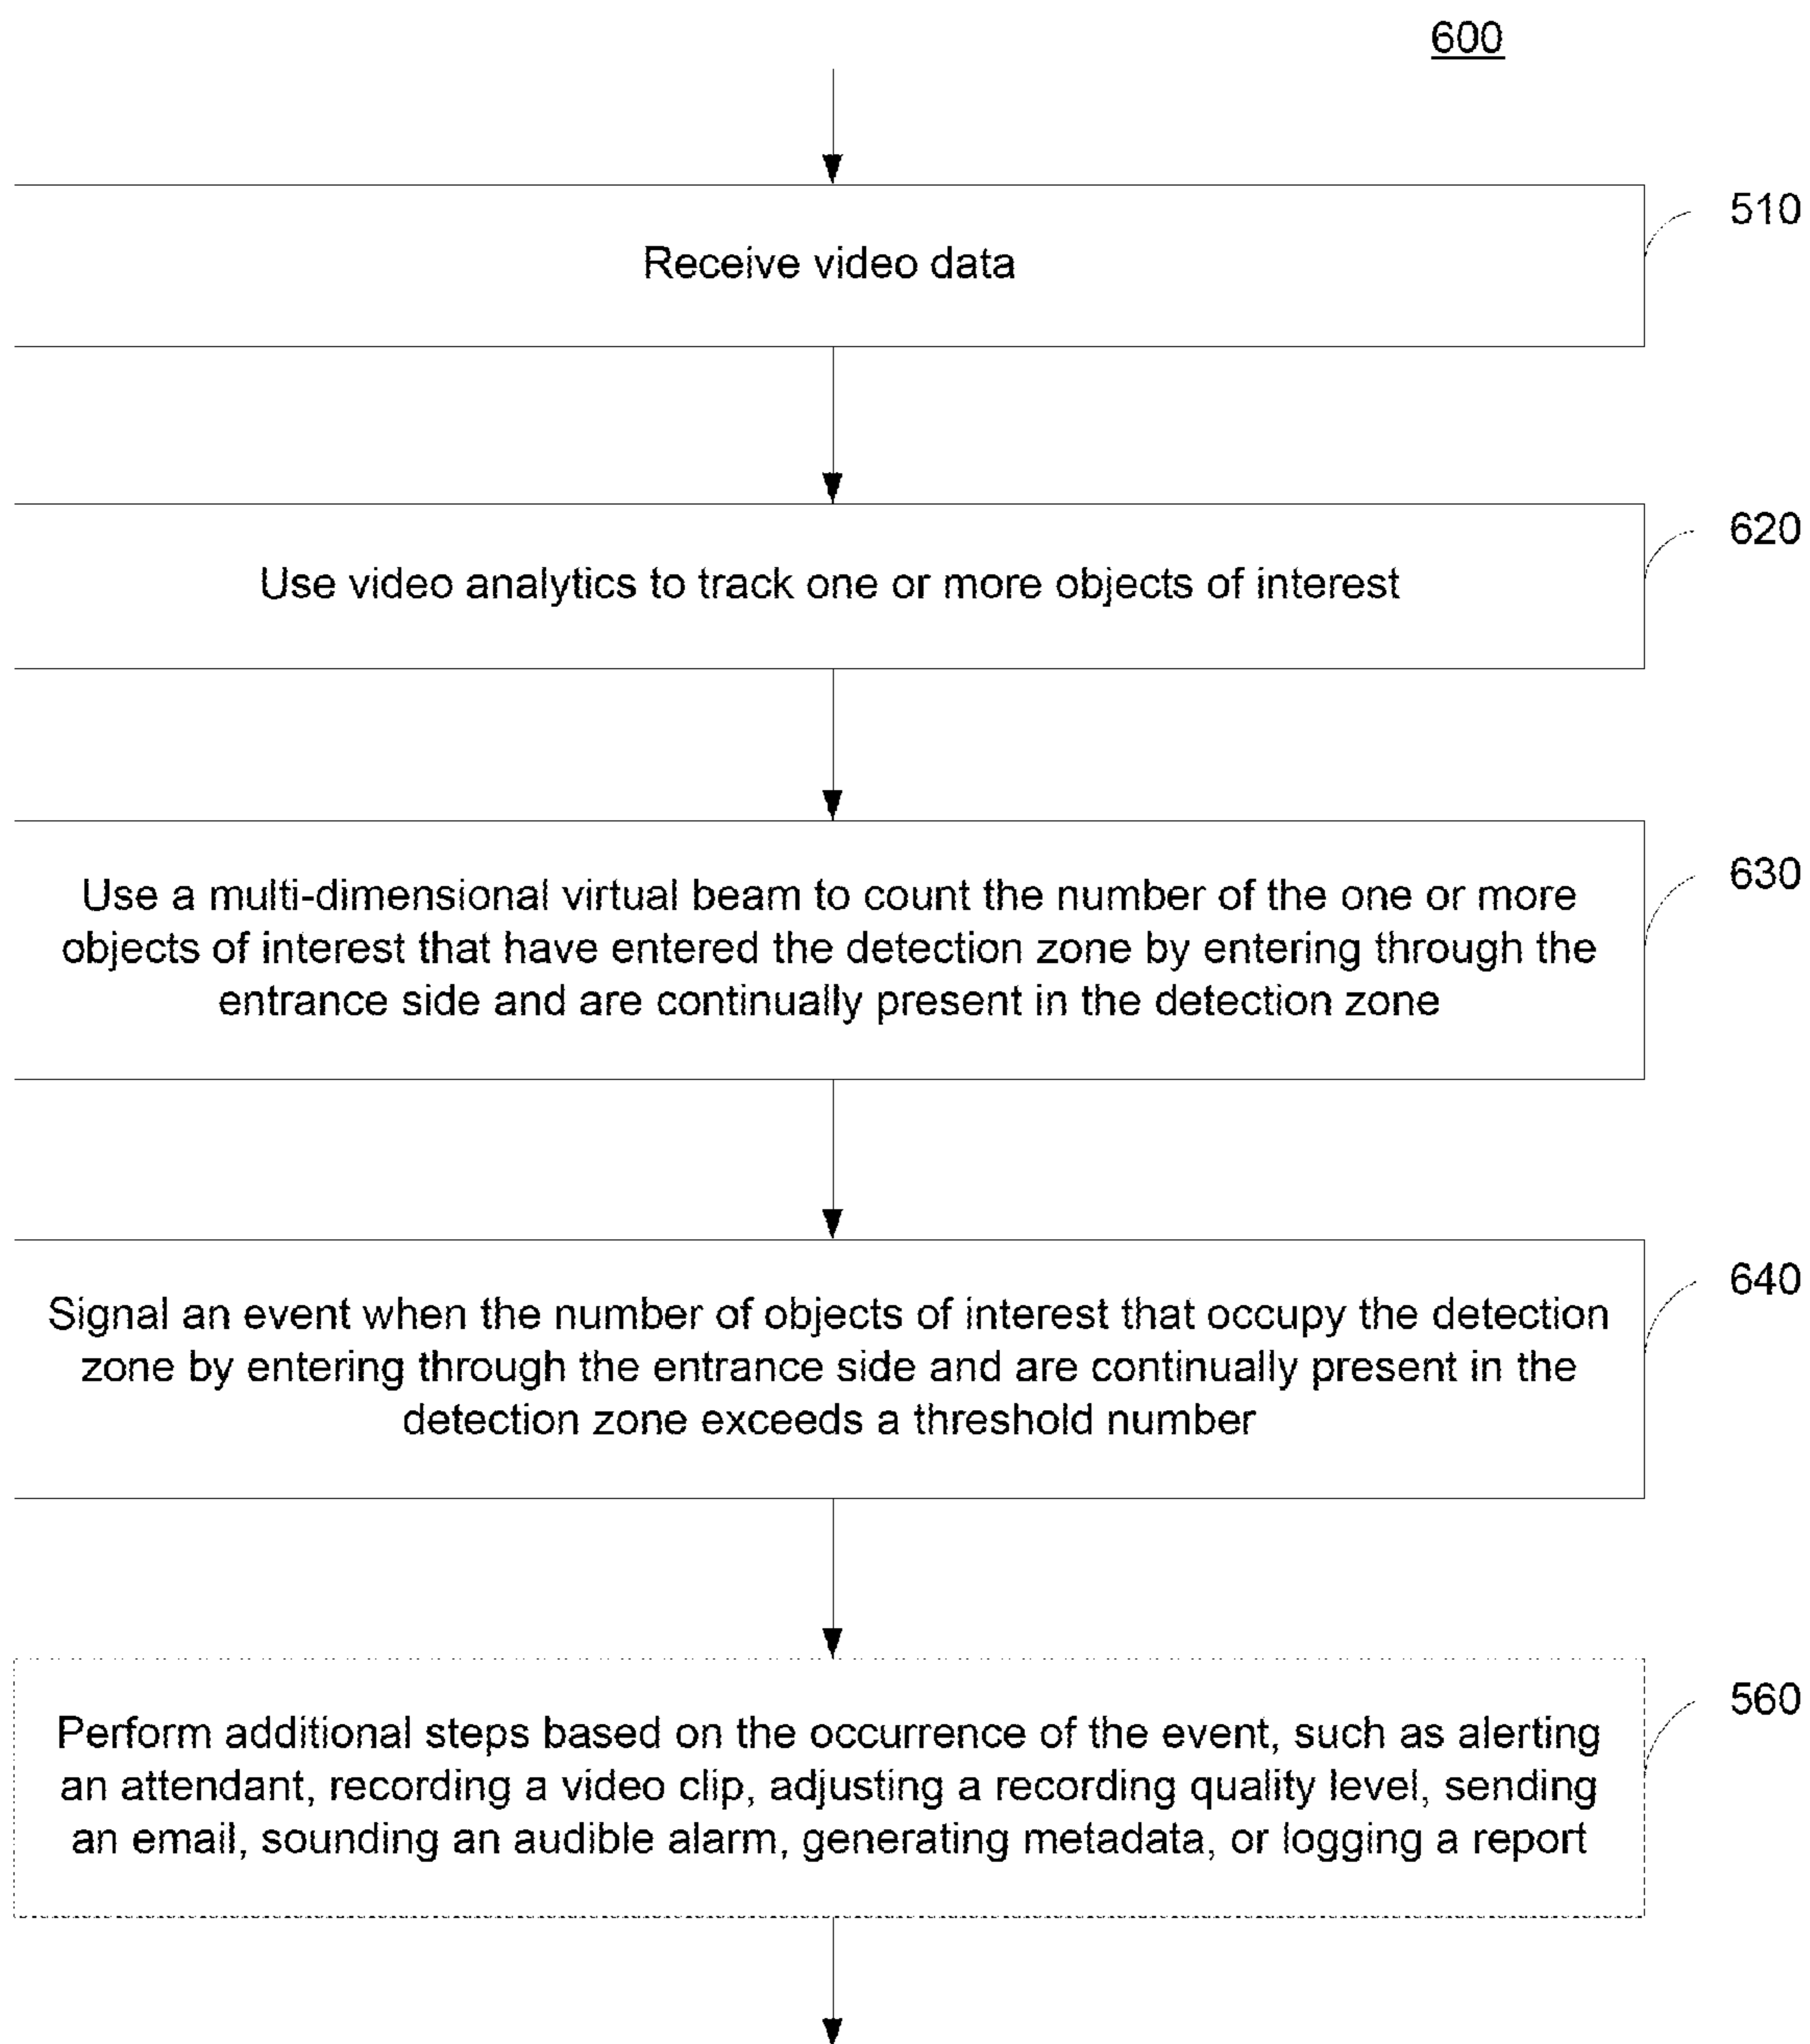 600
510
Receive video data
620
Use video analytics to track one or more objects of interest
630
Use a multi-dimensional virtual beam to count the number of the one or more
objects of interest that have entered the detection zone by entering through the
entrance side and are continually present in the detection zone
640
Signal an event when the number of objects of interest that occupy the detection
zone by entering through the entrance side and are continually present in the
detection zone exceeds a threshold number
560
Perform additional steps based on the occurrence of the event, such as alerting
an attendant, recording a video clip, adjusting a recording quality level, sending
an email, sounding an audible alarm, generating metadata, or logging a report